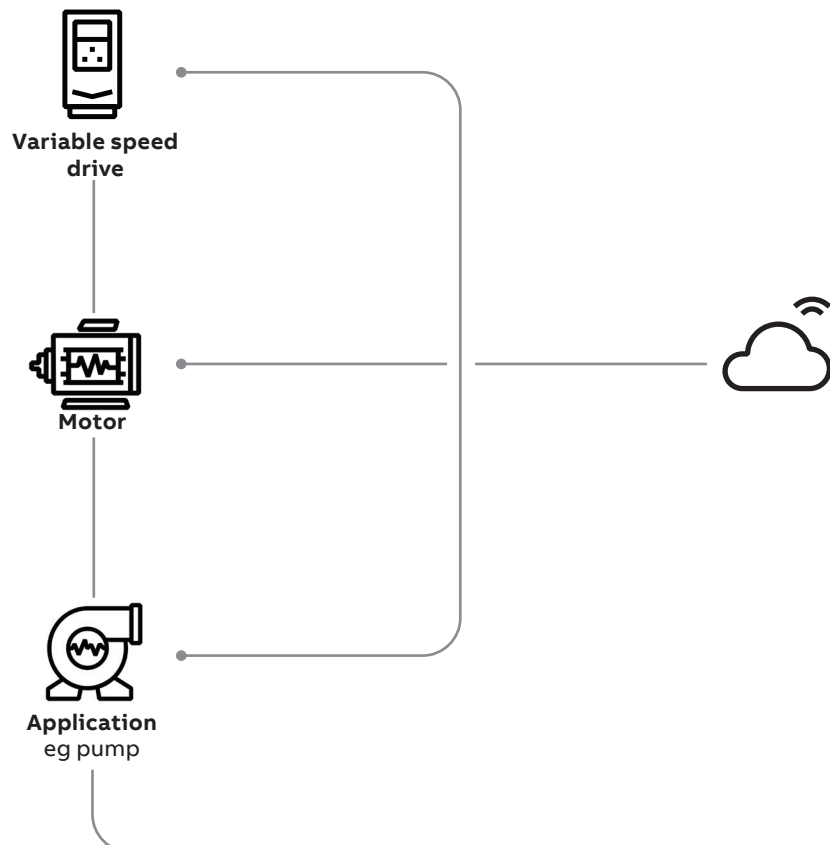 Variable speed
drive
Motor
Application
eg pump